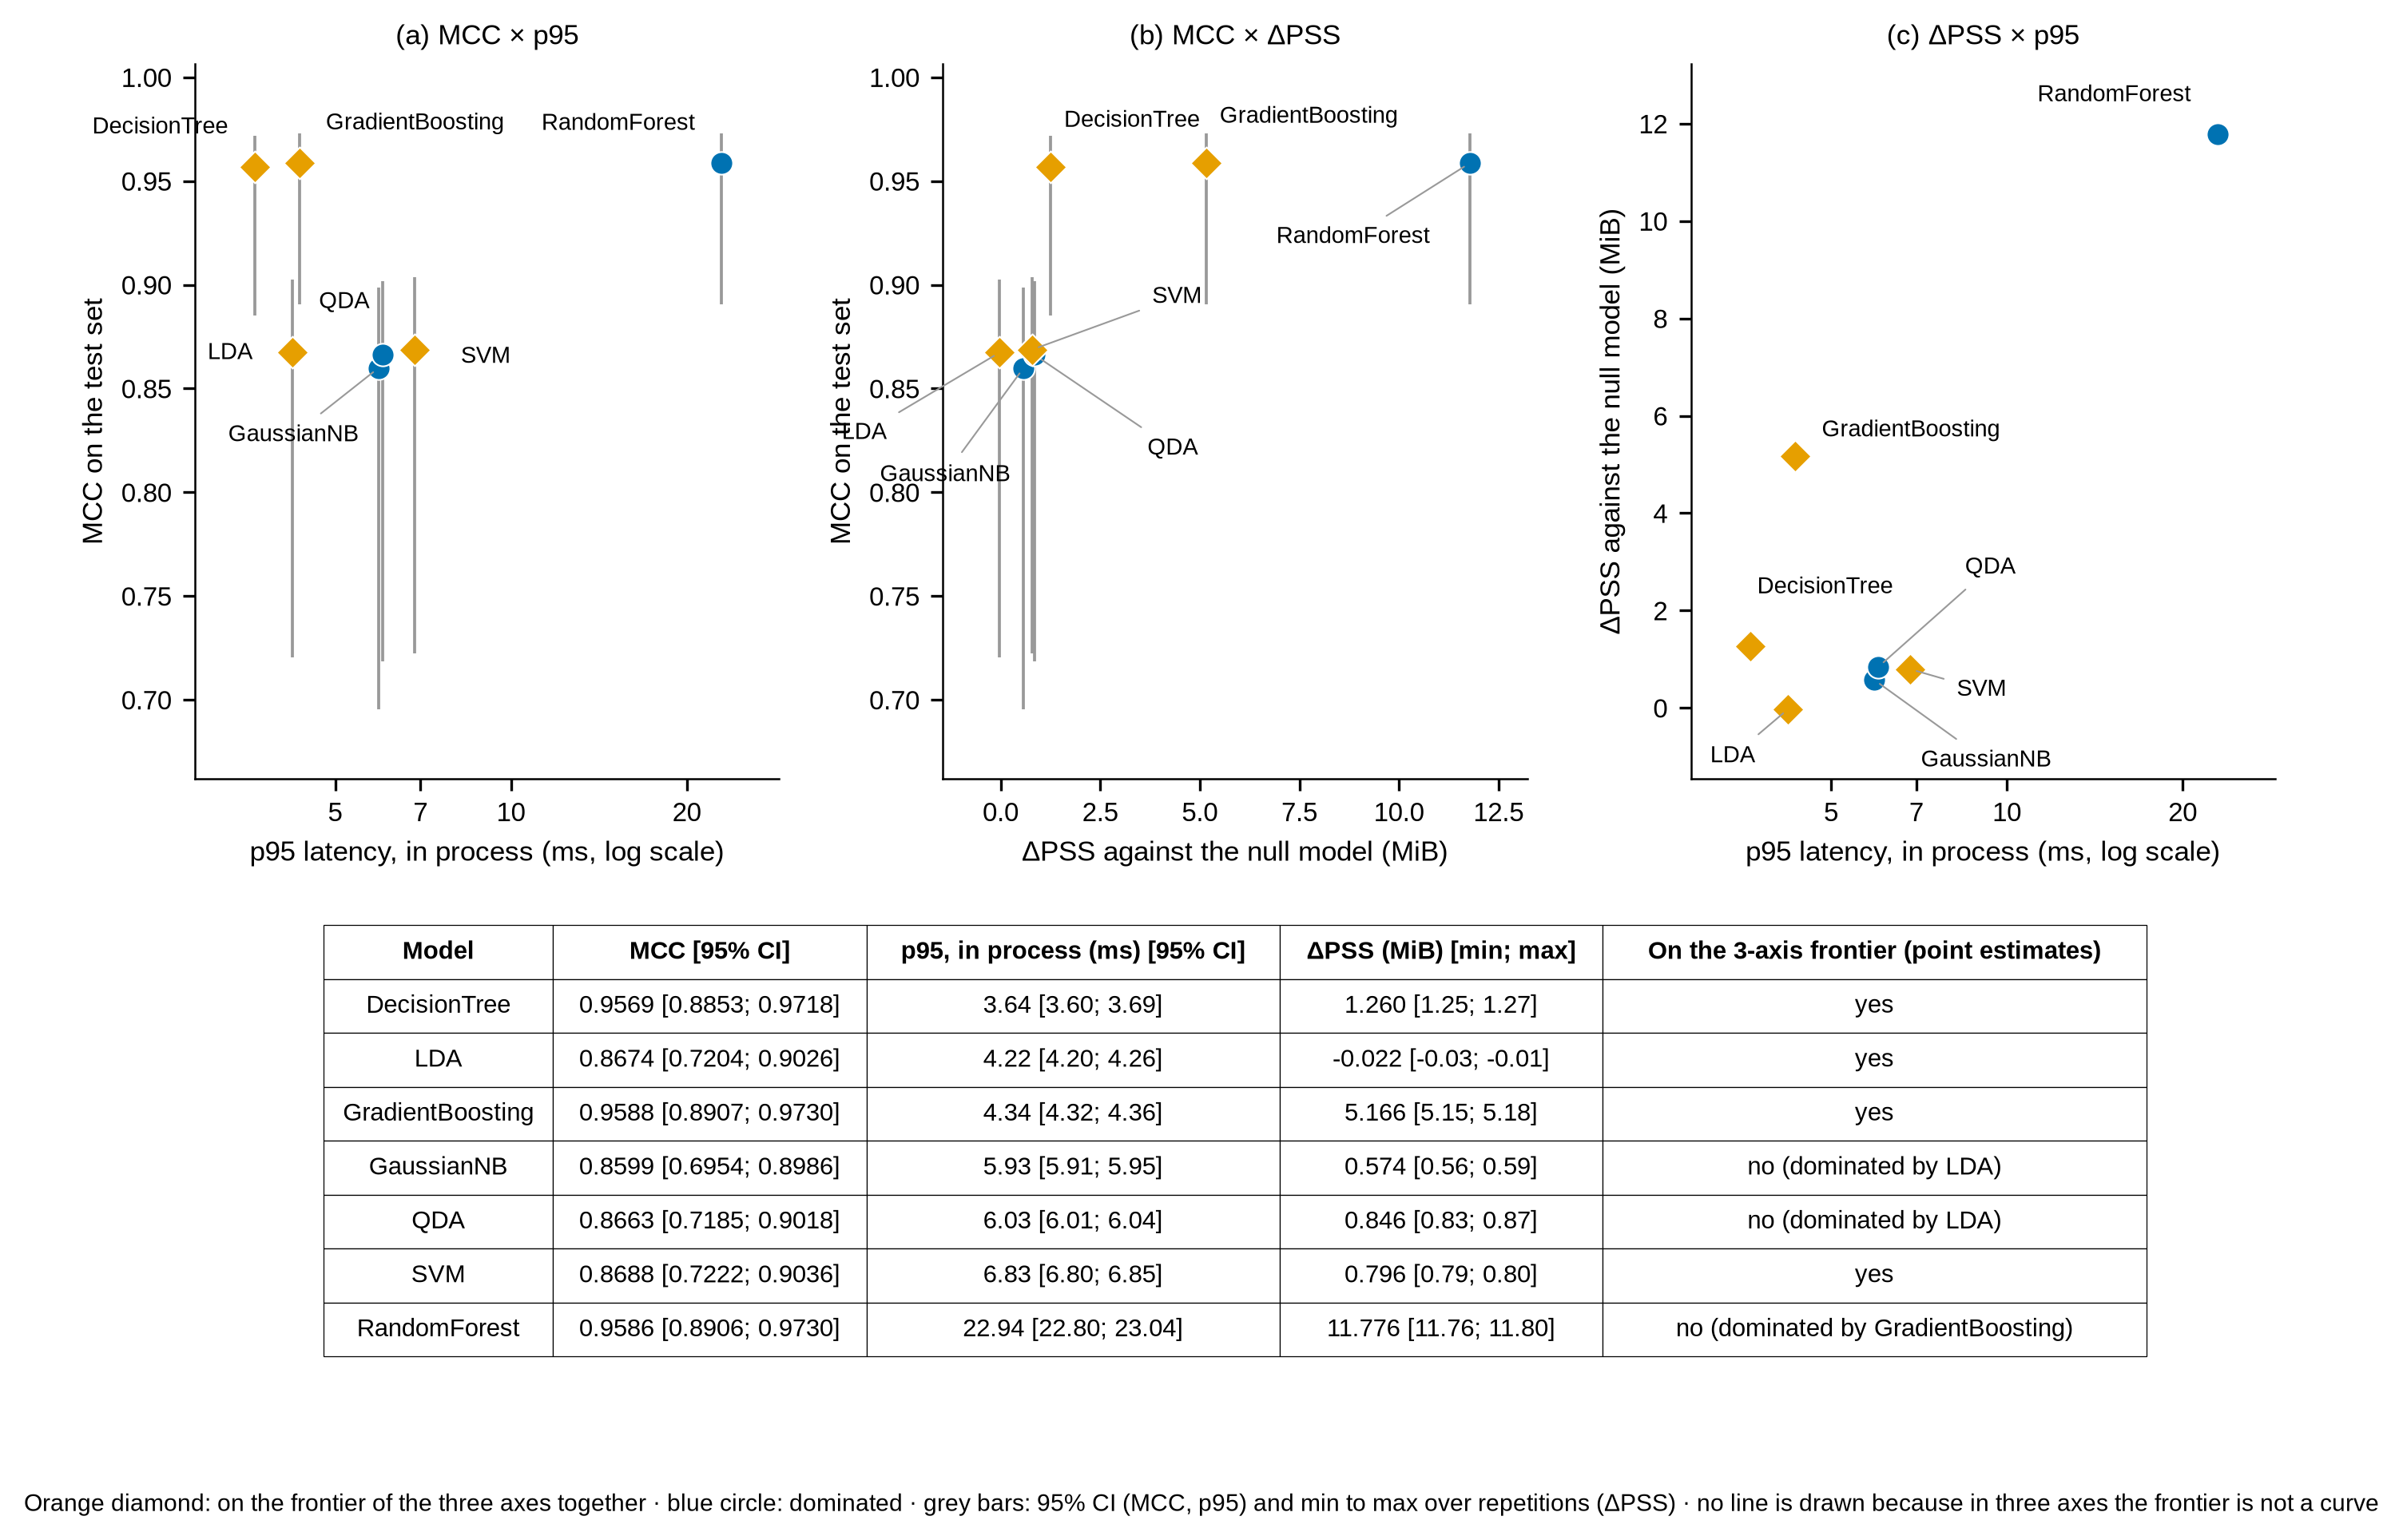 (a) MCC × p95
1.00
0.95
0.90
0.85
0.80
0.75
0.70
MCC on the test set
DecisionTree
GradientBoosting
RandomForest
QDA
LDA
SVM
GaussianNB
5
7
10
20
p95 latency, in process (ms, log scale)
(b) MCC × ΔPSS
1.00
0.95
0.90
0.85
0.80
0.75
0.70
MCC on the test set
DecisionTree
GradientBoosting
RandomForest
SVM
LDA
QDA
GaussianNB
0.0
2.5
5.0
7.5
10.0
12.5
ΔPSS against the null model (MiB)
(c) ΔPSS × p95
12
10
8
6
4
2
0
ΔPSS against the null model (MiB)
RandomForest
GradientBoosting
QDA
DecisionTree
SVM
LDA
GaussianNB
5
7
10
20
p95 latency, in process (ms, log scale)
Model MCC [95% CI] p95, in process (ms) [95% CI] ΔPSS (MiB) [min; max] On the 3-axis frontier (point estimates)
DecisionTree 0.9569 [0.8853; 0.9718] 3.64 [3.60; 3.69] 1.260 [1.25; 1.27] yes
LDA 0.8674 [0.7204; 0.9026] 4.22 [4.20; 4.26] -0.022 [-0.03; -0.01] yes
GradientBoosting 0.9588 [0.8907; 0.9730] 4.34 [4.32; 4.36] 5.166 [5.15; 5.18] yes
GaussianNB 0.8599 [0.6954; 0.8986] 5.93 [5.91; 5.95] 0.574 [0.56; 0.59] no (dominated by LDA)
QDA 0.8663 [0.7185; 0.9018] 6.03 [6.01; 6.04] 0.846 [0.83; 0.87] no (dominated by LDA)
SVM 0.8688 [0.7222; 0.9036] 6.83 [6.80; 6.85] 0.796 [0.79; 0.80] yes
RandomForest 0.9586 [0.8906; 0.9730] 22.94 [22.80; 23.04] 11.776 [11.76; 11.80] no (dominated by GradientBoosting)
Orange diamond: on the frontier of the three axes together · blue circle: dominated · grey bars: 95% CI (MCC, p95) and min to max over repetitions (ΔPSS) · no line is drawn because in three axes the frontier is not a curve